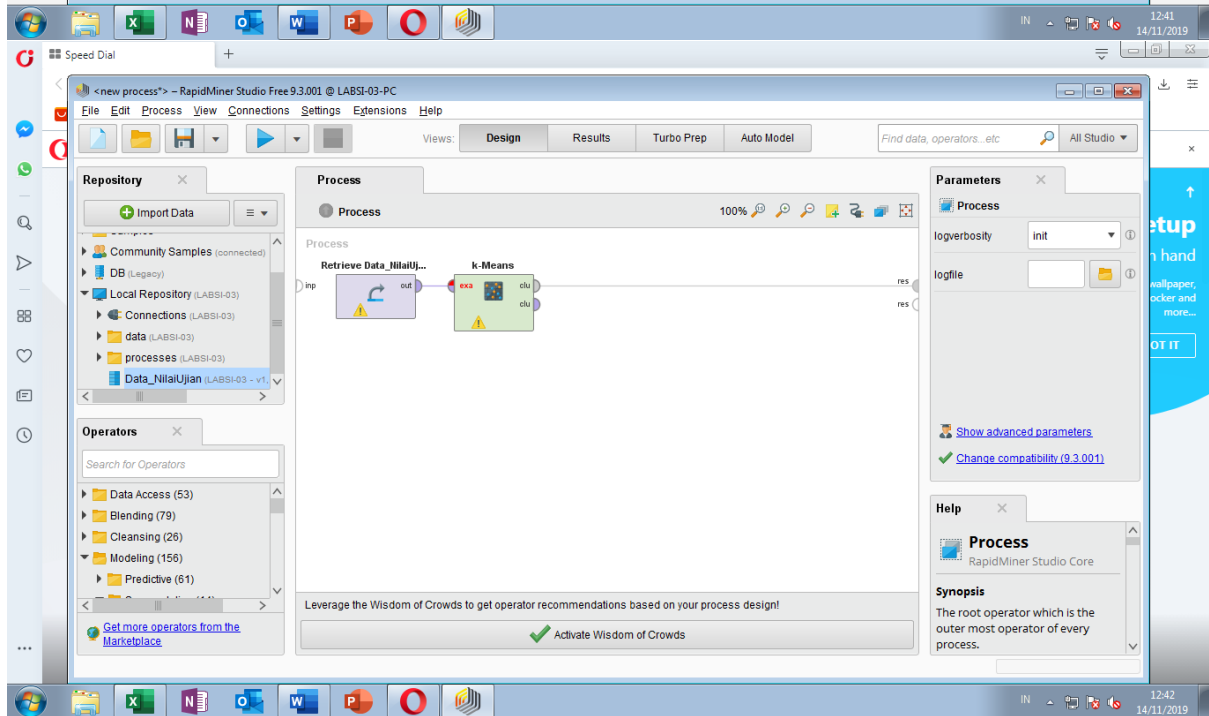 IN
12:41
14/11/2019
Speed Dial
<new process*> – RapidMiner Studio Free 9.3.001 @ LABSI-03-PC
File Edit Process View Connections Settings Extensions Help
Views: Design Results Turbo Prep Auto Model
Find data, operators...etc
All Studio
Repository
Import Data
Community Samples (connected)
DB (Legacy)
Local Repository (LABSI-03)
Connections (LABSI-03)
data (LABSI-03)
processes (LABSI-03)
Data_NilaiUjian (LABSI-03 - v1,
Operators
Search for Operators
Data Access (53)
Blending (79)
Cleansing (26)
Modeling (156)
Predictive (61)
Get more operators from the
Marketplace
Process
Process
100%
Process
Retrieve Data_NilaiUj...
k-Means
inp
out
exa
clu
clu
res
res
Leverage the Wisdom of Crowds to get operator recommendations based on your process design!
Activate Wisdom of Crowds
Parameters
Process
logverbosity
init
logfile
Show advanced parameters
Change compatibility (9.3.001)
Help
Process
RapidMiner Studio Core
Synopsis
The root operator which is the
outer most operator of every
process.
etup
hand
wallpaper,
ocker and
more...
OT IT
IN
12:42
14/11/2019